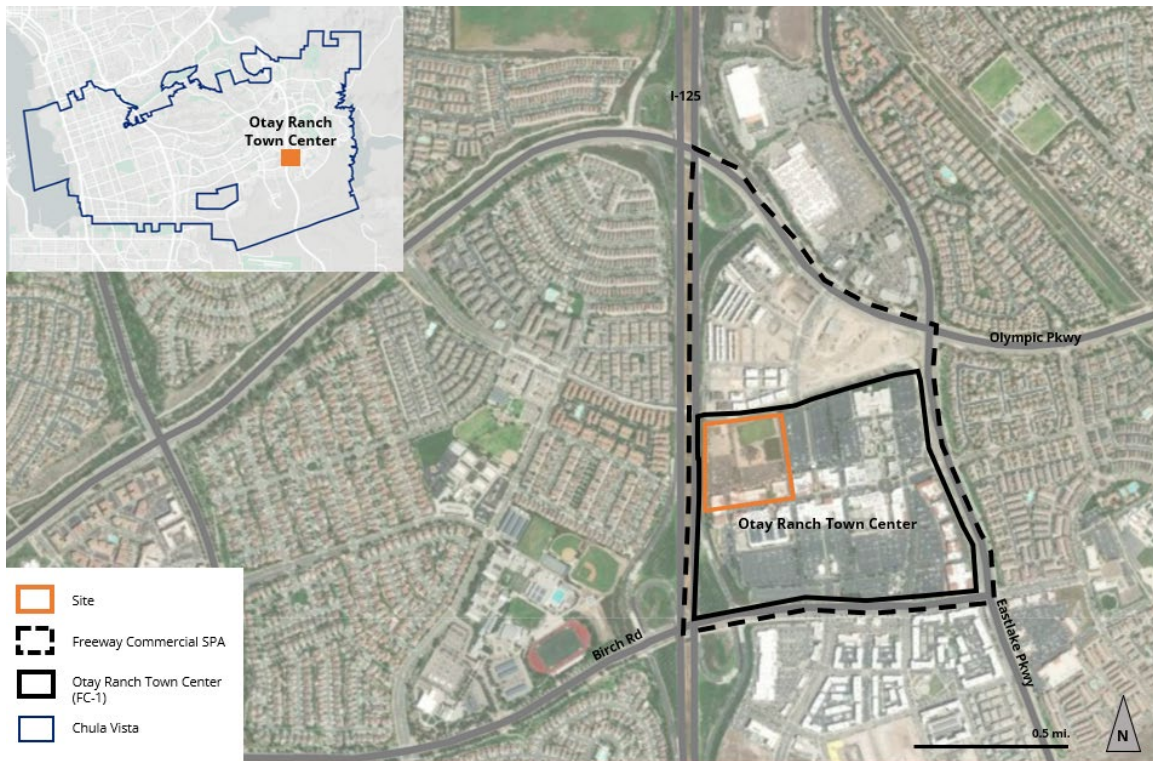 Otay Ranch
Town Center
I-125
Olympic Pkwy
Otay Ranch Town Center
Birch Rd
Eastlake Pkwy
Site
Freeway Commercial SPA
Otay Ranch Town Center
(FC-1)
Chula Vista
0.5 mi.
N